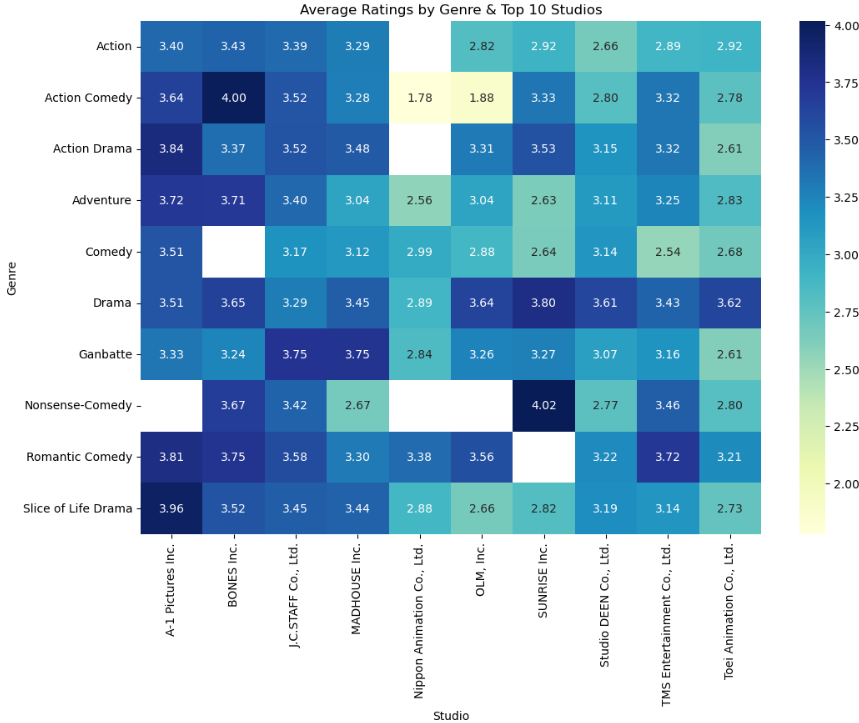 Average Ratings by Genre & Top 10 Studios
Genre
Action 3.40 3.43 3.39 3.29 2.82 2.92 2.66 2.89 2.92
Action Comedy 3.64 4.00 3.52 3.28 1.78 1.88 3.33 2.80 3.32 2.78
Action Drama 3.84 3.37 3.52 3.48 3.31 3.53 3.15 3.32 2.61
Adventure 3.72 3.71 3.40 3.04 2.56 3.04 2.63 3.11 3.25 2.83
Comedy 3.51 3.17 3.12 2.99 2.88 2.64 3.14 2.54 2.68
Drama 3.51 3.65 3.29 3.45 2.89 3.64 3.80 3.61 3.43 3.62
Ganbatte 3.33 3.24 3.75 3.75 2.84 3.26 3.27 3.07 3.16 2.61
Nonsense-Comedy 3.67 3.42 2.67 4.02 2.77 3.46 2.80
Romantic Comedy 3.81 3.75 3.58 3.30 3.38 3.56 3.22 3.72 3.21
Slice of Life Drama 3.96 3.52 3.45 3.44 2.88 2.66 2.82 3.19 3.14 2.73
A-1 Pictures Inc.
BONES Inc.
J.C.STAFF Co., Ltd.
MADHOUSE Inc.
Nippon Animation Co., Ltd.
OLM, Inc.
SUNRISE Inc.
Studio DEEN Co., Ltd.
TMS Entertainment Co., Ltd.
Toei Animation Co., Ltd.
Studio
4.00
3.75
3.50
3.25
3.00
2.75
2.50
2.25
2.00